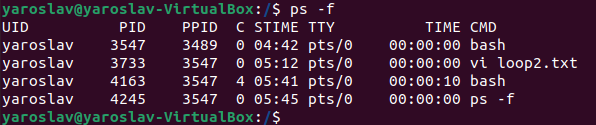 yaroslav@yaroslav-VirtualBox:/$ ps -f
UID          PID    PPID  C STIME TTY          TIME CMD
yaroslav    3547    3489  0 04:42 pts/0    00:00:00 bash
yaroslav    3733    3547  0 05:12 pts/0    00:00:00 vi loop2.txt
yaroslav    4163    3547  4 05:41 pts/0    00:00:10 bash
yaroslav    4245    3547  0 05:45 pts/0    00:00:00 ps -f
yaroslav@yaroslav-VirtualBox:/$